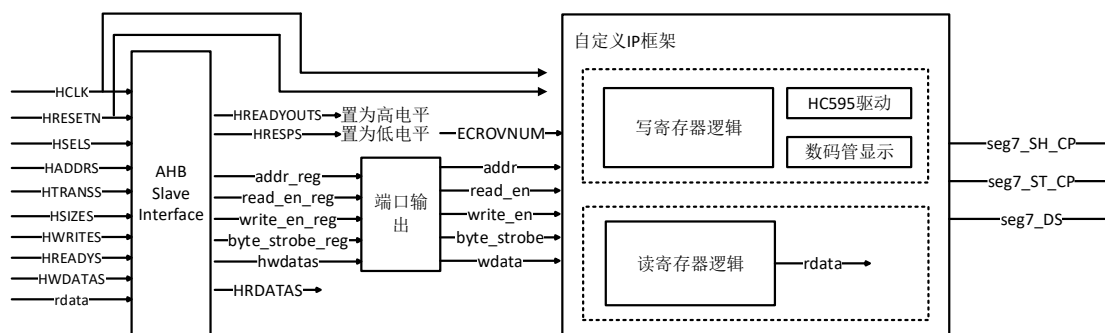 HCLK
HRESETN
HSELS
HADDRS
HTRANSS
HSIZES
HWRITES
HREADYS
HWDATAS
rdata
AHB
Slave
Interface
HREADYOUTS 置为高电平
HRESPS 置为低电平
addr_reg
read_en_reg
write_en_reg
byte_strobe_reg
hwdatas
HRDATAS
端口输
出
ECROVNUM
addr
read_en
write_en
byte_strobe
wdata
自定义IP框架
写寄存器逻辑
HC595驱动
数码管显示
读寄存器逻辑
rdata
seg7_SH_CP
seg7_ST_CP
seg7_DS